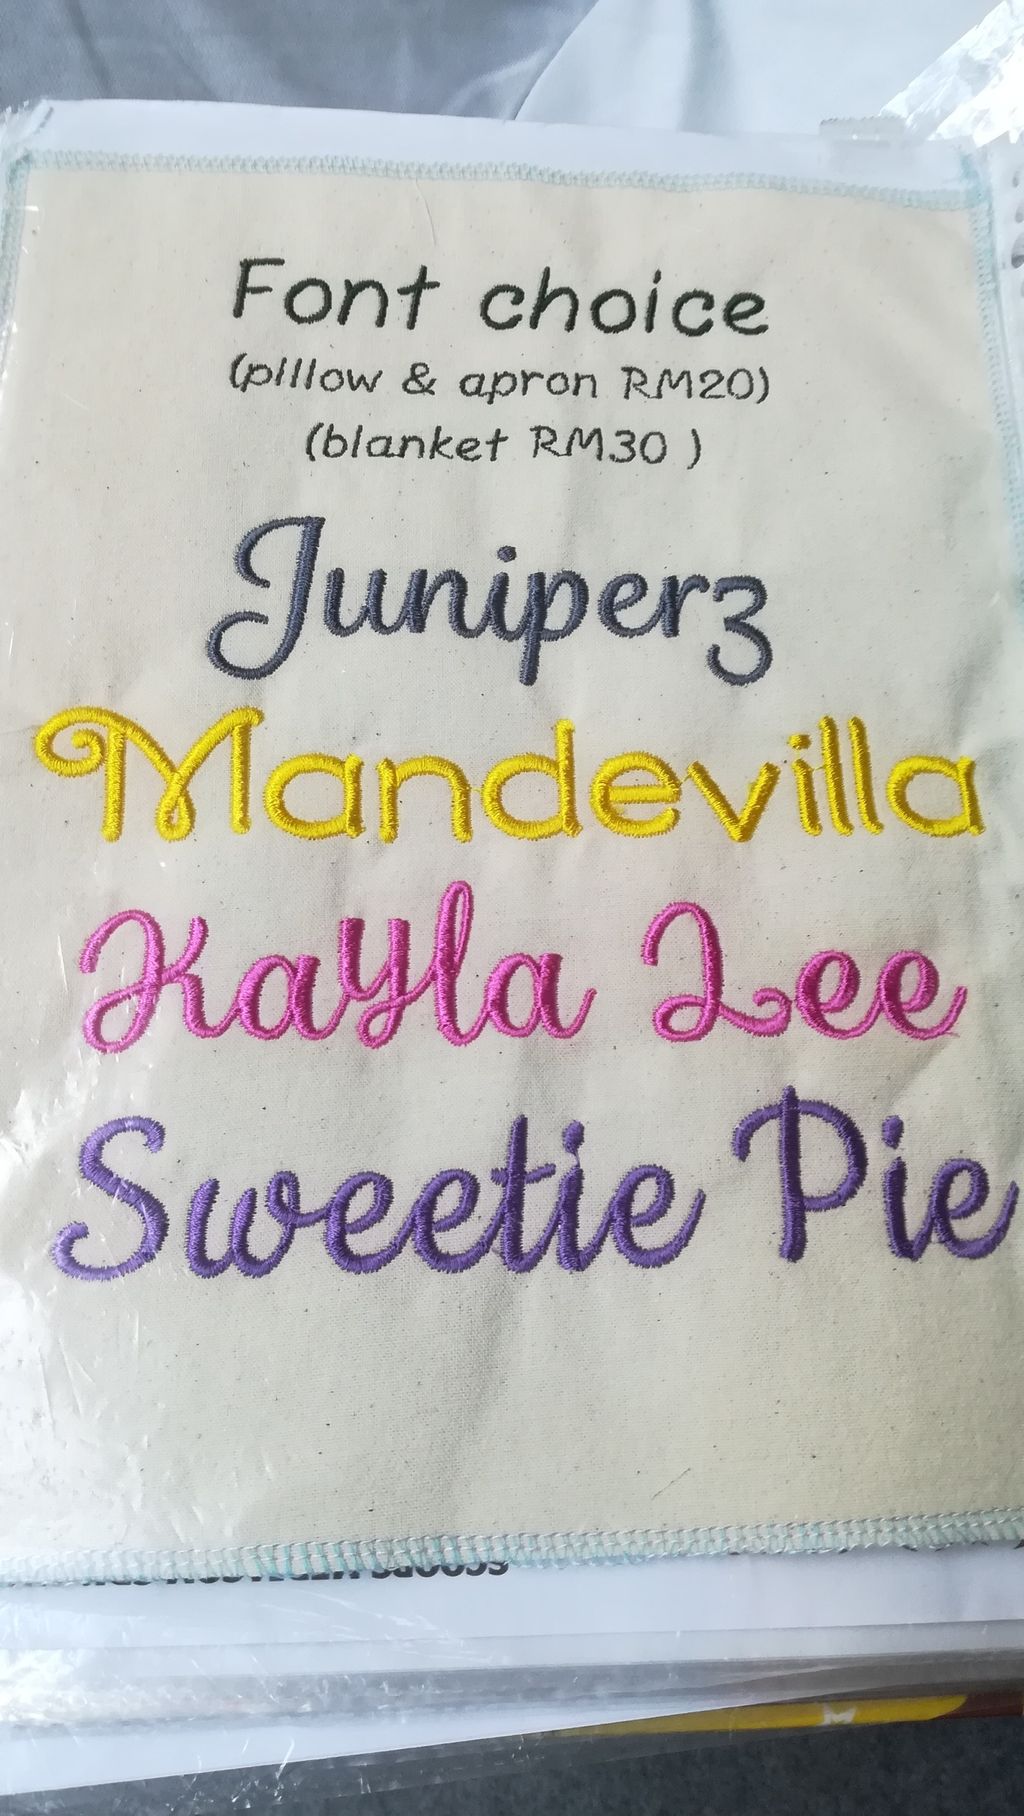 Font choice
(pillow & apron RM20)
(blanket RM30 )
Juniperz
Mandevilla
Kayla Lee
Sweetie Pie